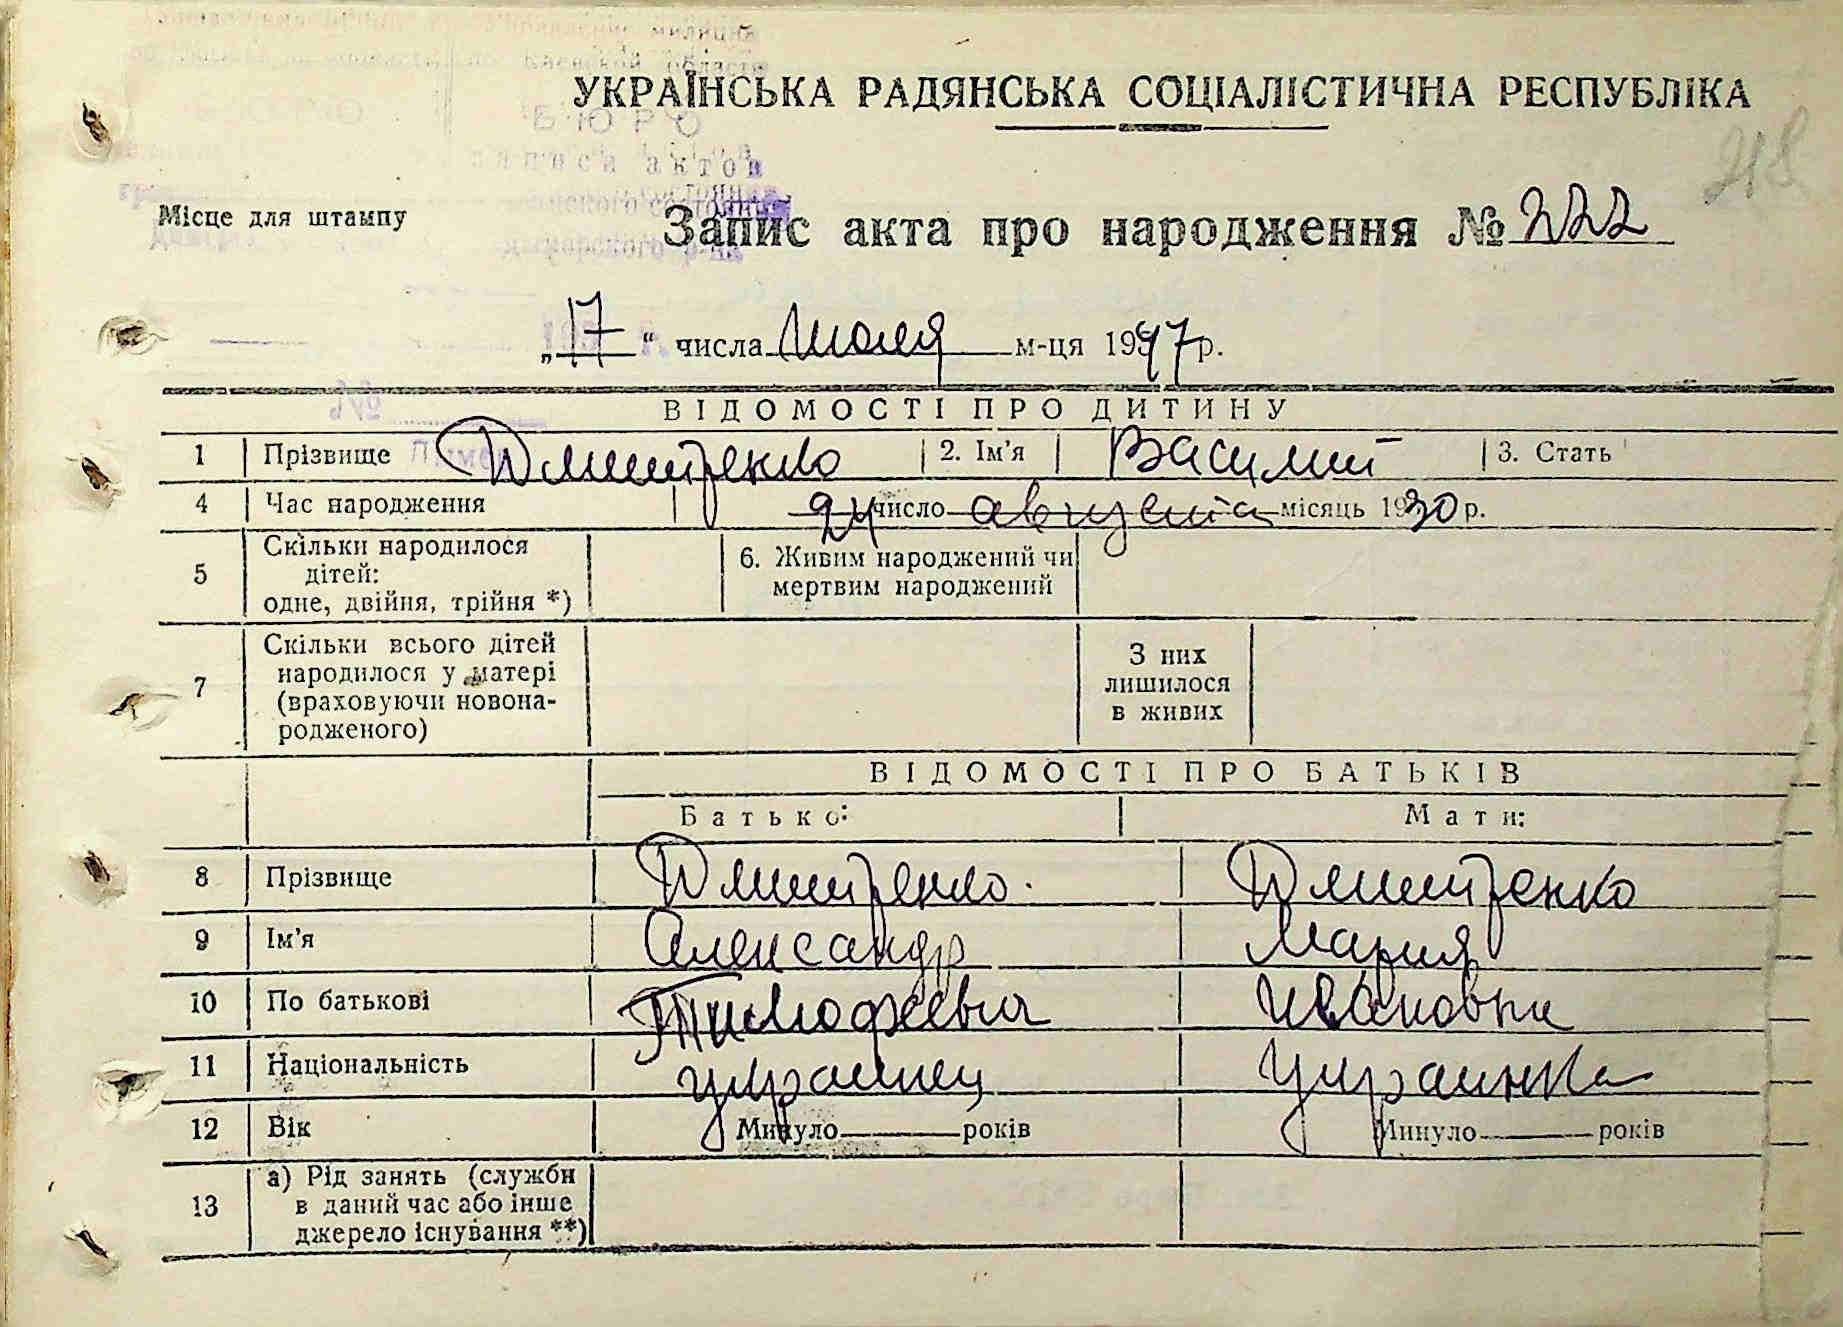 УКРАЇНСЬКА РАДЯНСЬКА СОЦІАЛІСТИЧНА РЕСПУБЛІКА
БЮРО
записи актов
218
Місце для штампу
Запис акта про народження № 222
„17“ числа Июля м-ця 1947 р.
ВІДОМОСТІ ПРО ДИТИНУ
1 Прізвище Дмитренко 2. Ім'я Василий 3. Стать
4 Час народження 24 число августа місяць 1930 р.
5 Скільки народилося дітей: одне, двійня, трійня *) 6. Живим народжений чи мертвим народжений
7 Скільки всього дітей народилося у матері (враховуючи новонародженого) З них лишилося в живих
ВІДОМОСТІ ПРО БАТЬКІВ
Батько: Мати:
8 Прізвище Дмитренко. Дмитренко
9 Ім'я Александр Мария
10 По батькові Тимофеевич Ивановна
11 Національність украинец украинка
12 Вік Минуло років Минуло років
13 а) Рід занять (служби в даний час або інше джерело існування **)